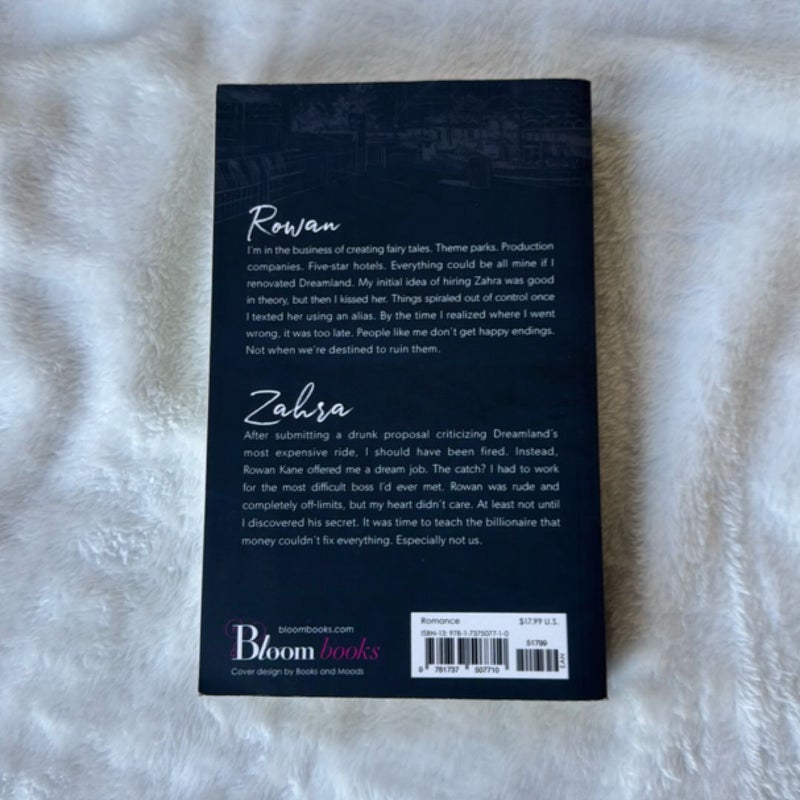 Rowan
I'm in the business of creating fairy tales. Theme parks. Production
companies. Five-star hotels. Everything could be all mine if I
renovated Dreamland. My initial idea of hiring Zahra was good
in theory, but then I kissed her. Things spiraled out of control once
I texted her using an alias. By the time I realized where I went
wrong, it was too late. People like me don't get happy endings.
Not when we're destined to ruin them.
Zahra
After submitting a drunk proposal criticizing Dreamland's
most expensive ride, I should have been fired. Instead,
Rowan Kane offered me a dream job. The catch? I had to work
for the most difficult boss I'd ever met. Rowan was rude and
completely off-limits, but my heart didn't care. At least not until
I discovered his secret. It was time to teach the billionaire that
money couldn't fix everything. Especially not us.
bloombooks.com
Bloom books
Cover design by Books and Moods
Romance $17.99 U.S.
ISBN-13: 978-1-7375077-1-0
51799
9 781737 507710
EAN